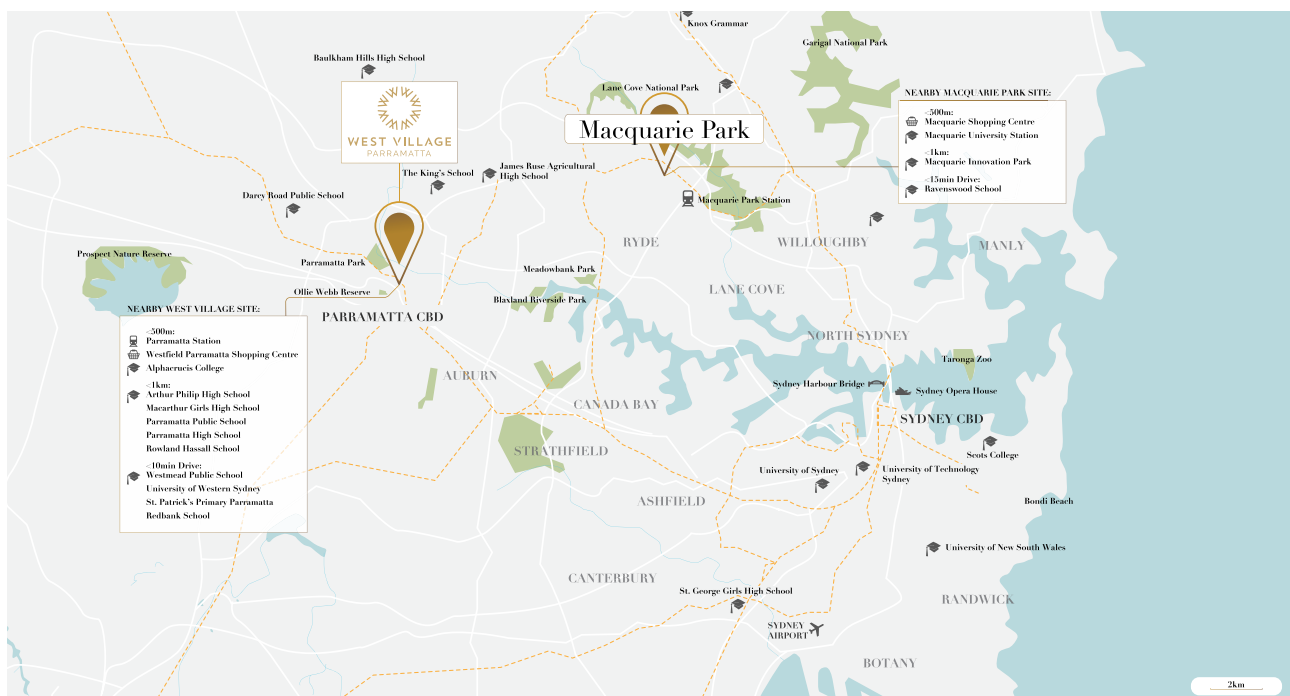 Knox Grammar
Garigal National Park
Baulkham Hills High School
Lane Cove National Park
WEST VILLAGE
PARRAMATTA
Macquarie Park
NEARBY MACQUARIE PARK SITE:
<500m:
Macquarie Shopping Centre
Macquarie University Station
<1km:
Macquarie Innovation Park
<15min Drive:
Ravenswood School
James Ruse Agricultural
High School
The King's School
Darcy Road Public School
Macquarie Park Station
RYDE
WILLOUGHBY
MANLY
Prospect Nature Reserve
Parramatta Park
Meadowbank Park
Ollie Webb Reserve
Blaxland Riverside Park
LANE COVE
PARRAMATTA CBD
NORTH SYDNEY
NEARBY WEST VILLAGE SITE:
<500m:
Parramatta Station
Westfield Parramatta Shopping Centre
Alphacrucis College
<1km:
Arthur Philip High School
Macarthur Girls High School
Parramatta Public School
Parramatta High School
Rowland Hassall School
<10min Drive:
Westmead Public School
University of Western Sydney
St. Patrick's Primary Parramatta
Redbank School
Taronga Zoo
AUBURN
Sydney Harbour Bridge
Sydney Opera House
CANADA BAY
SYDNEY CBD
STRATHFIELD
Scots College
University of Sydney
University of Technology
Sydney
ASHFIELD
Bondi Beach
University of New South Wales
CANTERBURY
St. George Girls High School
RANDWICK
SYDNEY
AIRPORT
BOTANY
2km